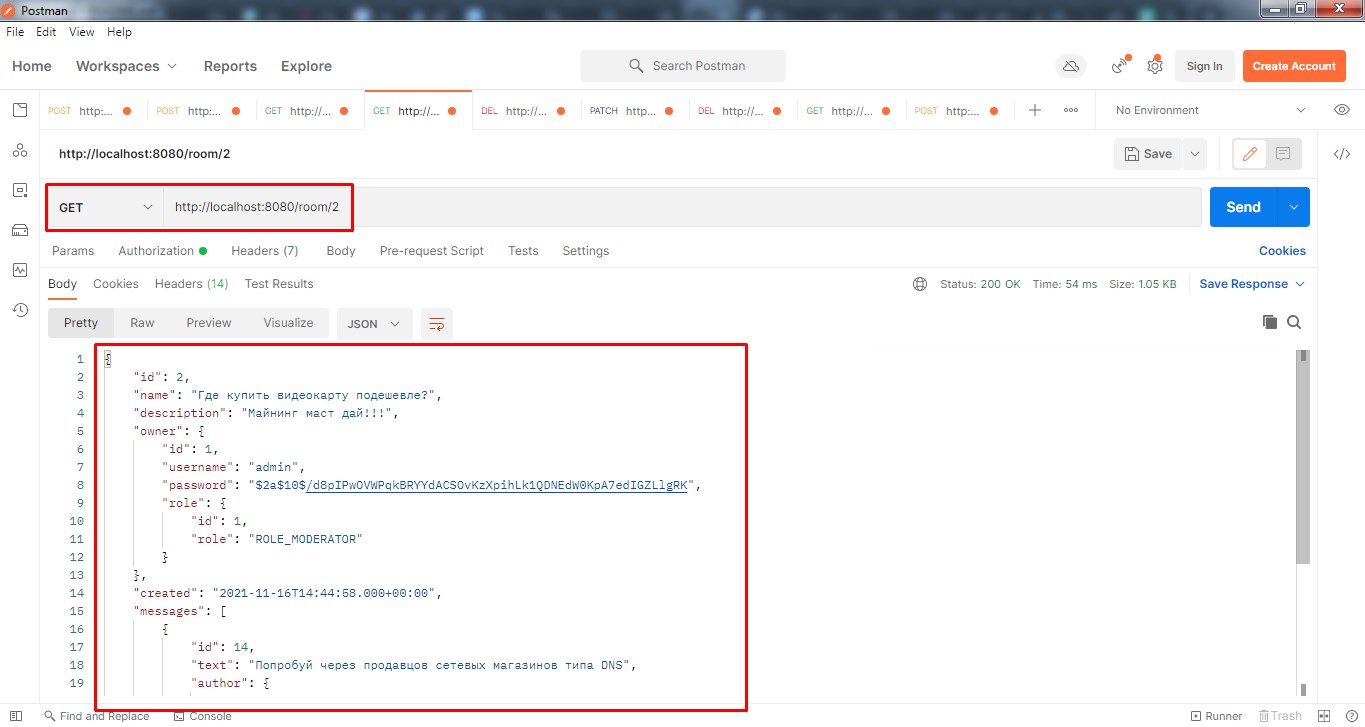 Postman
File Edit View Help
Home Workspaces Reports Explore Search Postman Sign In Create Account
POST http:... POST http:... GET http://... GET http://... DEL http://... PATCH http... DEL http://... GET http://... POST http:... No Environment
http://localhost:8080/room/2 Save
GET http://localhost:8080/room/2 Send
Params Authorization Headers (7) Body Pre-request Script Tests Settings Cookies
Body Cookies Headers (14) Test Results Status: 200 OK Time: 54 ms Size: 1.05 KB Save Response
Pretty Raw Preview Visualize JSON
1 {
2 "id": 2,
3 "name": "Где купить видеокарту подешевле?",
4 "description": "Майнинг маст дай!!!",
5 "owner": {
6 "id": 1,
7 "username": "admin",
8 "password": "$2a$10$/d8pIPwOVWPqkBRYYdACSOvKzXpihLk1QDNEdW0KpA7edIGZLlgRK",
9 "role": {
10 "id": 1,
11 "role": "ROLE_MODERATOR"
12 }
13 },
14 "created": "2021-11-16T14:44:58.000+00:00",
15 "messages": [
16 {
17 "id": 14,
18 "text": "Попробуй через продавцов сетевых магазинов типа DNS",
19 "author": {
Find and Replace Console Runner Trash